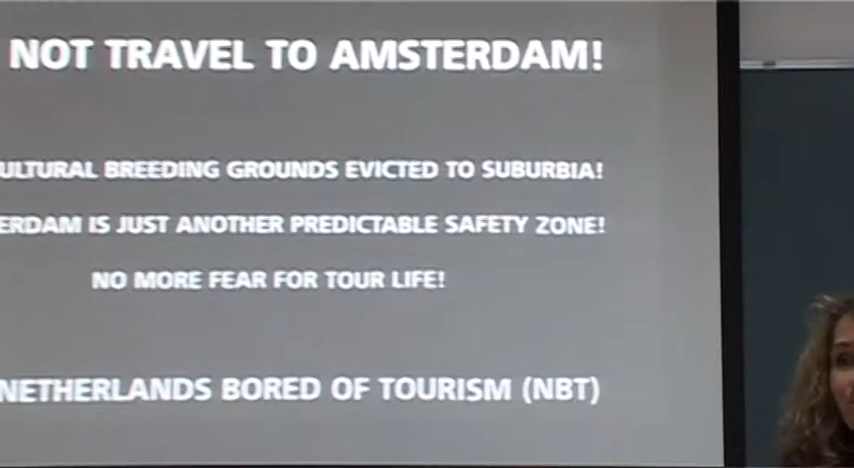 NOT TRAVEL TO AMSTERDAM!
ULTURAL BREEDING GROUNDS EVICTED TO SUBURBIA!
ERDAM IS JUST ANOTHER PREDICTABLE SAFETY ZONE!
NO MORE FEAR FOR TOUR LIFE!
NETHERLANDS BORED OF TOURISM (NBT)